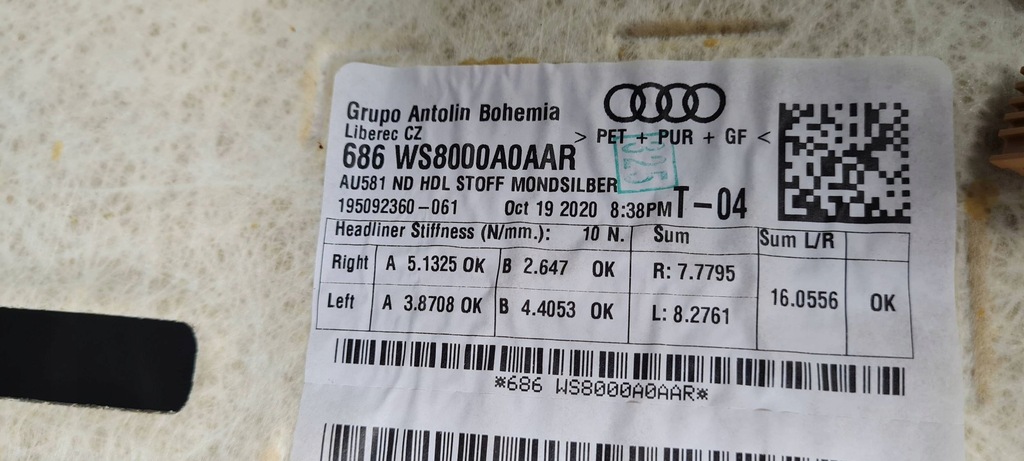 Grupo Antolin Bohemia
Liberec CZ
> PET + PUR + GF <
686 WS8000A0AAR
325
AU581 ND HDL STOFF MONDSILBER
T-04
195092360-061 Oct 19 2020 8:38PM
Headliner Stiffness (N/mm.): 10 N. Sum Sum L/R
Right A 5.1325 OK B 2.647 OK R: 7.7795
16.0556 OK
Left A 3.8708 OK B 4.4053 OK L: 8.2761
*686 WS8000A0AAR*